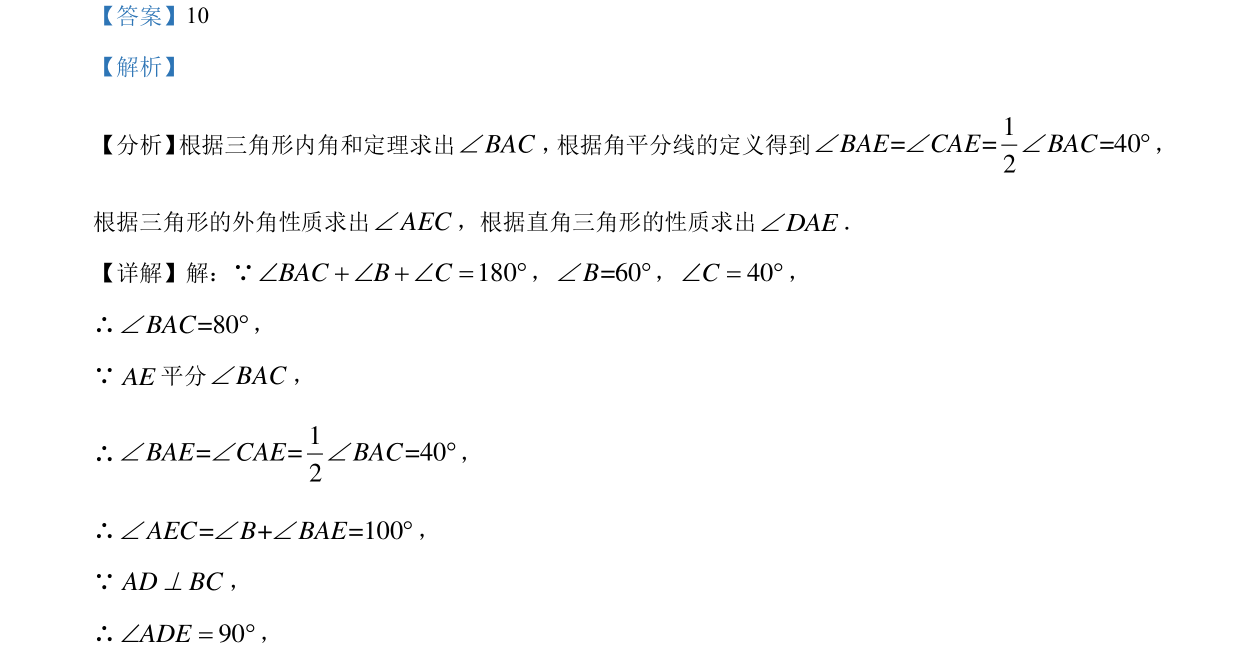 【答案】10
【解析】
【分析】根据三角形内角和定理求出∠BAC，根据角平分线的定义得到∠BAE=∠CAE=1/2∠BAC=40°，
根据三角形的外角性质求出∠AEC，根据直角三角形的性质求出∠DAE．
【详解】解：∵∠BAC+∠B+∠C=180°，∠B=60°，∠C=40°，
∴∠BAC=80°，
∵AE平分∠BAC，
∴∠BAE=∠CAE=1/2∠BAC=40°，
∴∠AEC=∠B+∠BAE=100°，
∵AD⊥BC，
∴∠ADE=90°，